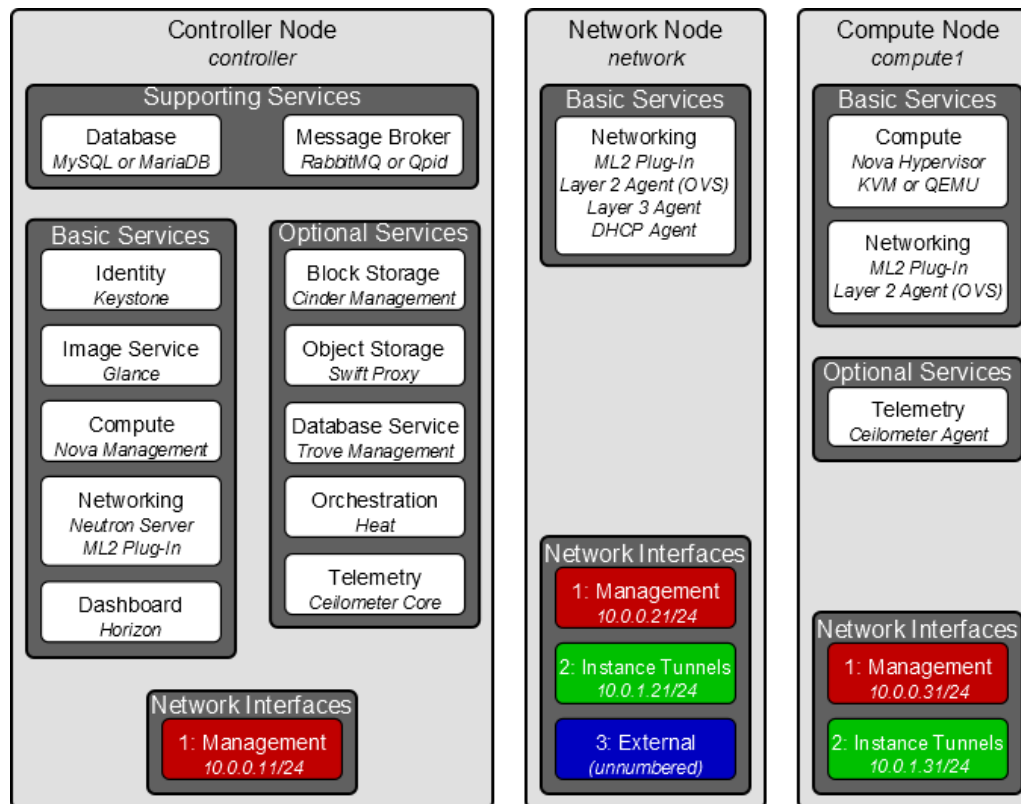 Controller Node
controller
Supporting Services
Database
MySQL or MariaDB
Message Broker
RabbitMQ or Qpid
Basic Services
Identity
Keystone
Image Service
Glance
Compute
Nova Management
Networking
Neutron Server
ML2 Plug-In
Dashboard
Horizon
Optional Services
Block Storage
Cinder Management
Object Storage
Swift Proxy
Database Service
Trove Management
Orchestration
Heat
Telemetry
Ceilometer Core
Network Interfaces
1: Management
10.0.0.11/24
Network Node
network
Basic Services
Networking
ML2 Plug-In
Layer 2 Agent (OVS)
Layer 3 Agent
DHCP Agent
Network Interfaces
1: Management
10.0.0.21/24
2: Instance Tunnels
10.0.1.21/24
3: External
(unnumbered)
Compute Node
compute1
Basic Services
Compute
Nova Hypervisor
KVM or QEMU
Networking
ML2 Plug-In
Layer 2 Agent (OVS)
Optional Services
Telemetry
Ceilometer Agent
Network Interfaces
1: Management
10.0.0.31/24
2: Instance Tunnels
10.0.1.31/24